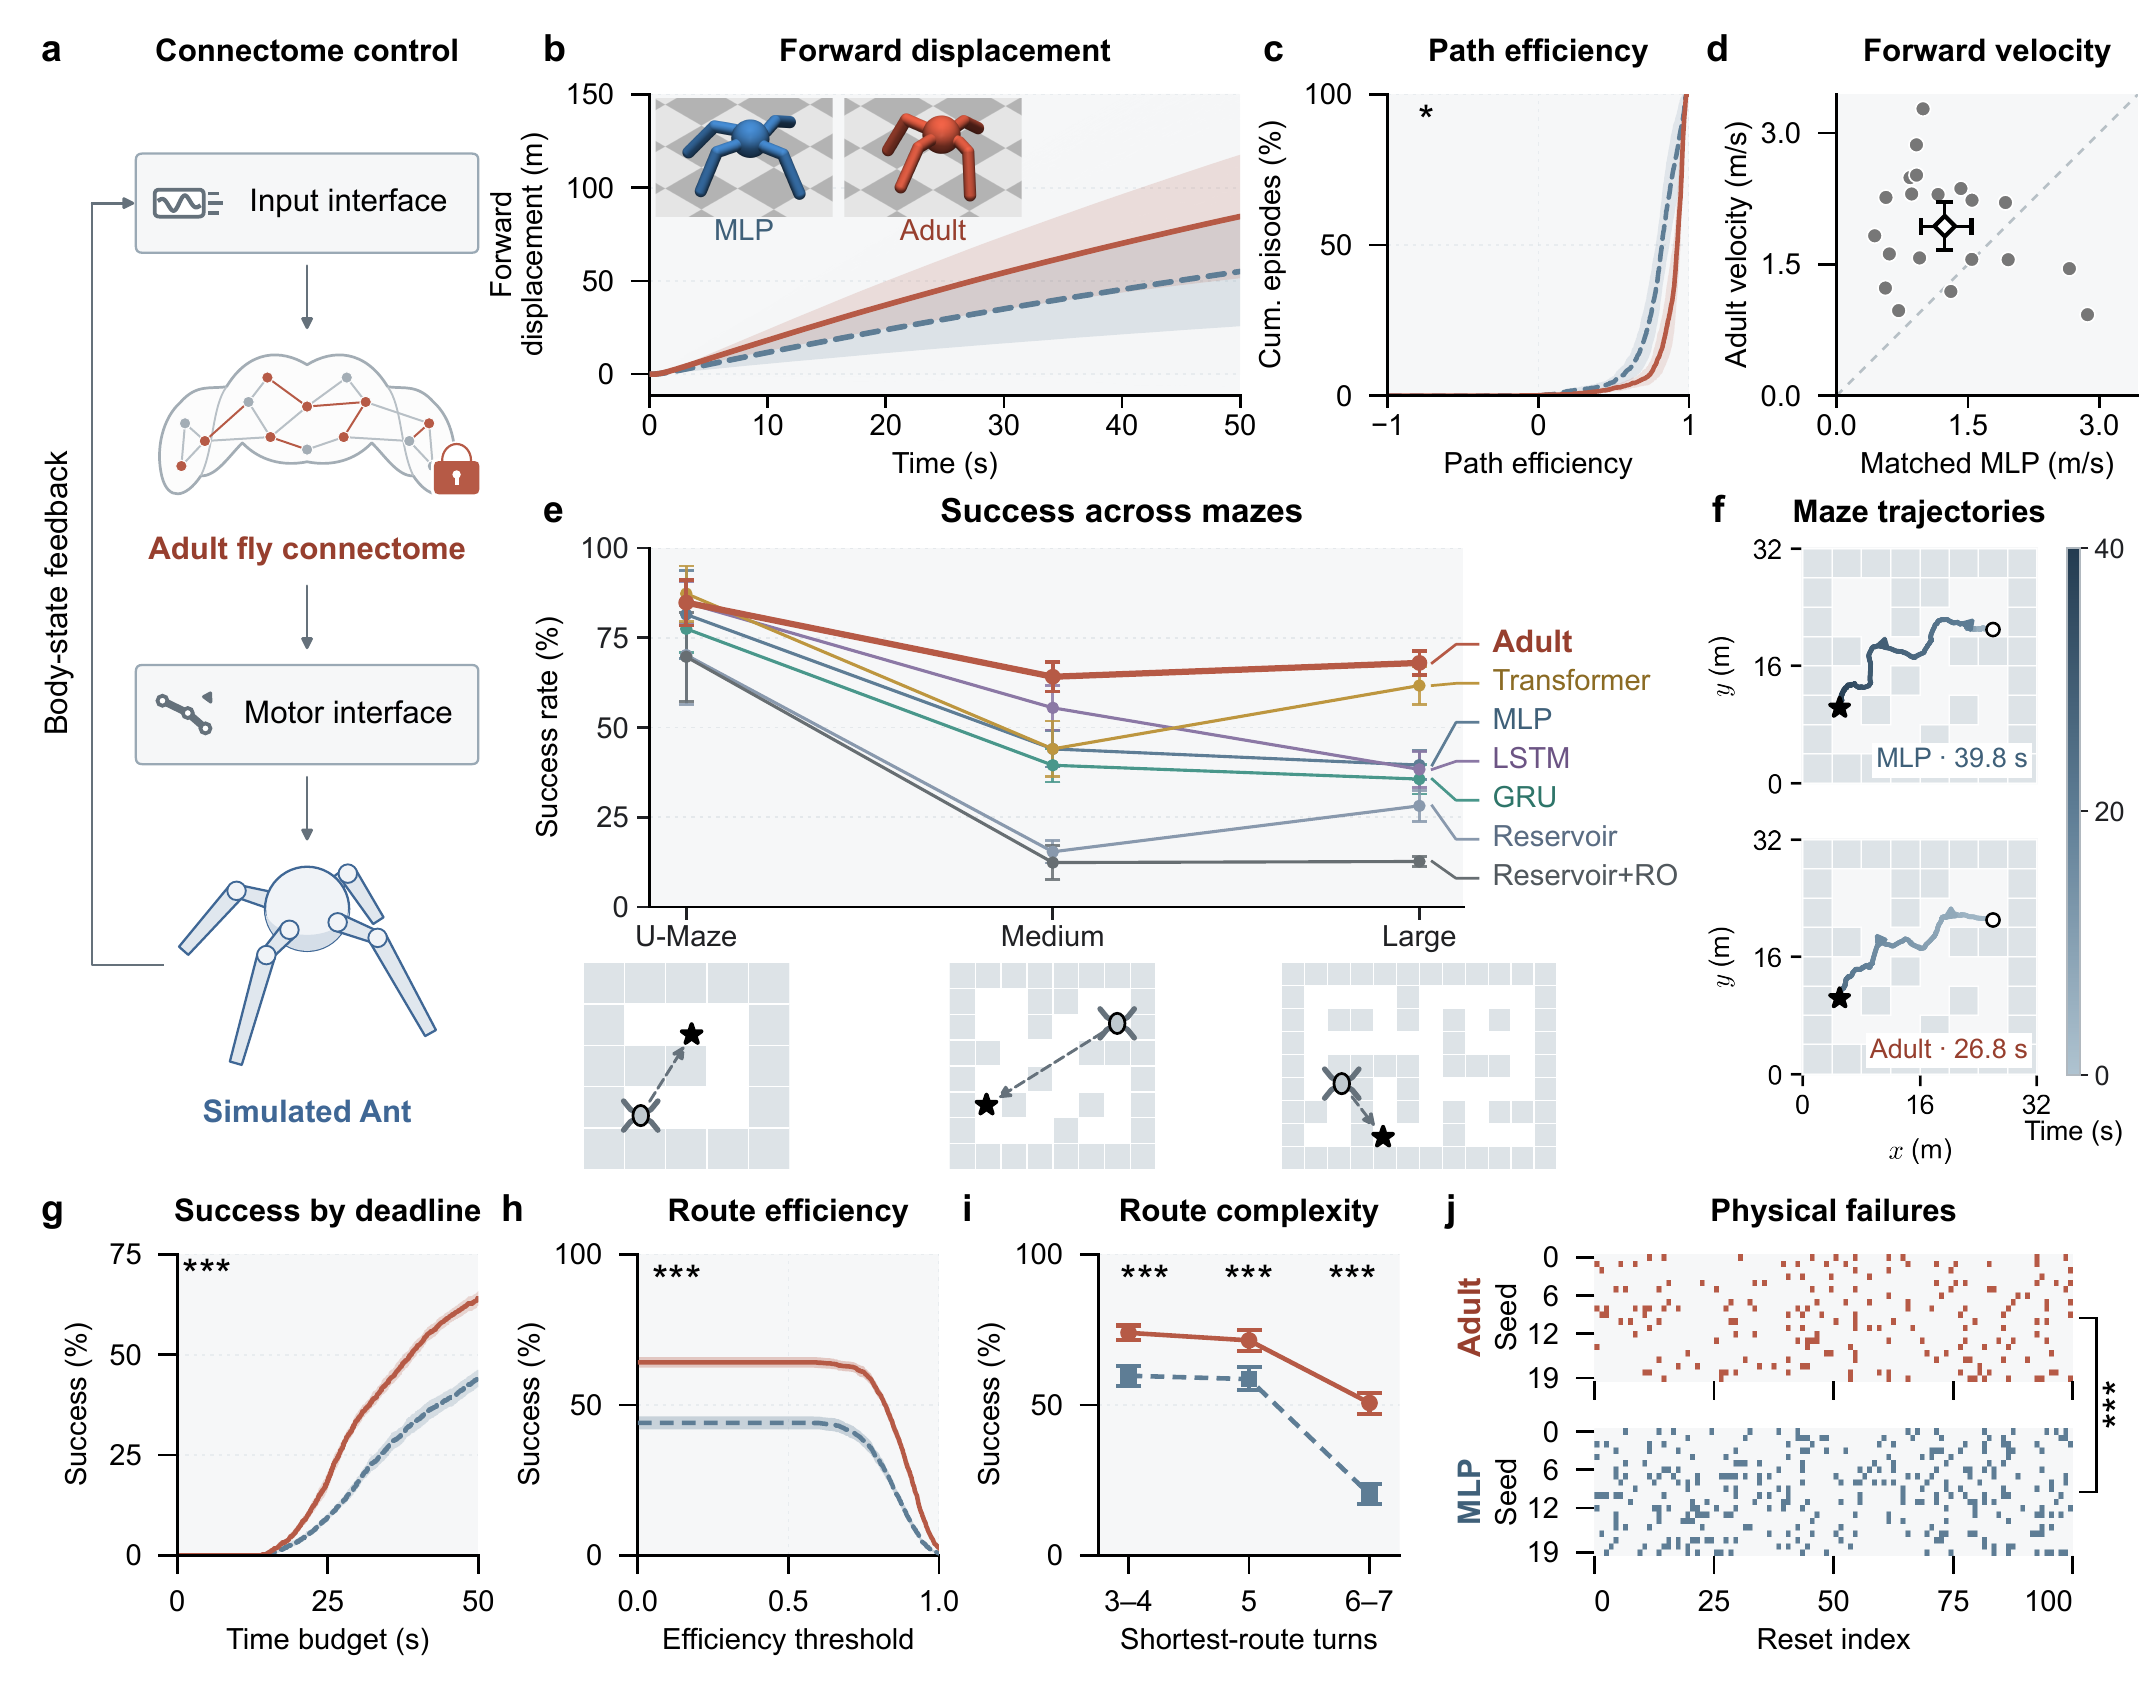 a
Connectome control
Input interface
Adult fly connectome
Motor interface
Simulated Ant
Body-state feedback
b
Forward displacement
Forward
displacement (m)
150
100
50
0
MLP
Adult
0
10
20
30
40
50
Time (s)
c
Path efficiency
Cum. episodes (%)
100
50
0
*
−1
0
1
Path efficiency
d
Forward velocity
Adult velocity (m/s)
3.0
1.5
0.0
0.0
1.5
3.0
Matched MLP (m/s)
e
Success across mazes
Success rate (%)
100
75
50
25
0
Adult
Transformer
MLP
LSTM
GRU
Reservoir
Reservoir+RO
U-Maze
Medium
Large
f
Maze trajectories
32
16
0
y (m)
MLP · 39.8 s
32
16
0
y (m)
Adult · 26.8 s
0
16
32
x (m)
40
20
0
Time (s)
g
Success by deadline
Success (%)
75
50
25
0
***
0
25
50
Time budget (s)
h
Route efficiency
Success (%)
100
50
0
***
0.0
0.5
1.0
Efficiency threshold
i
Route complexity
Success (%)
100
50
0
***
***
***
3–4
5
6–7
Shortest-route turns
j
Physical failures
Adult
Seed
0
6
12
19
MLP
Seed
0
6
12
19
***
0
25
50
75
100
Reset index